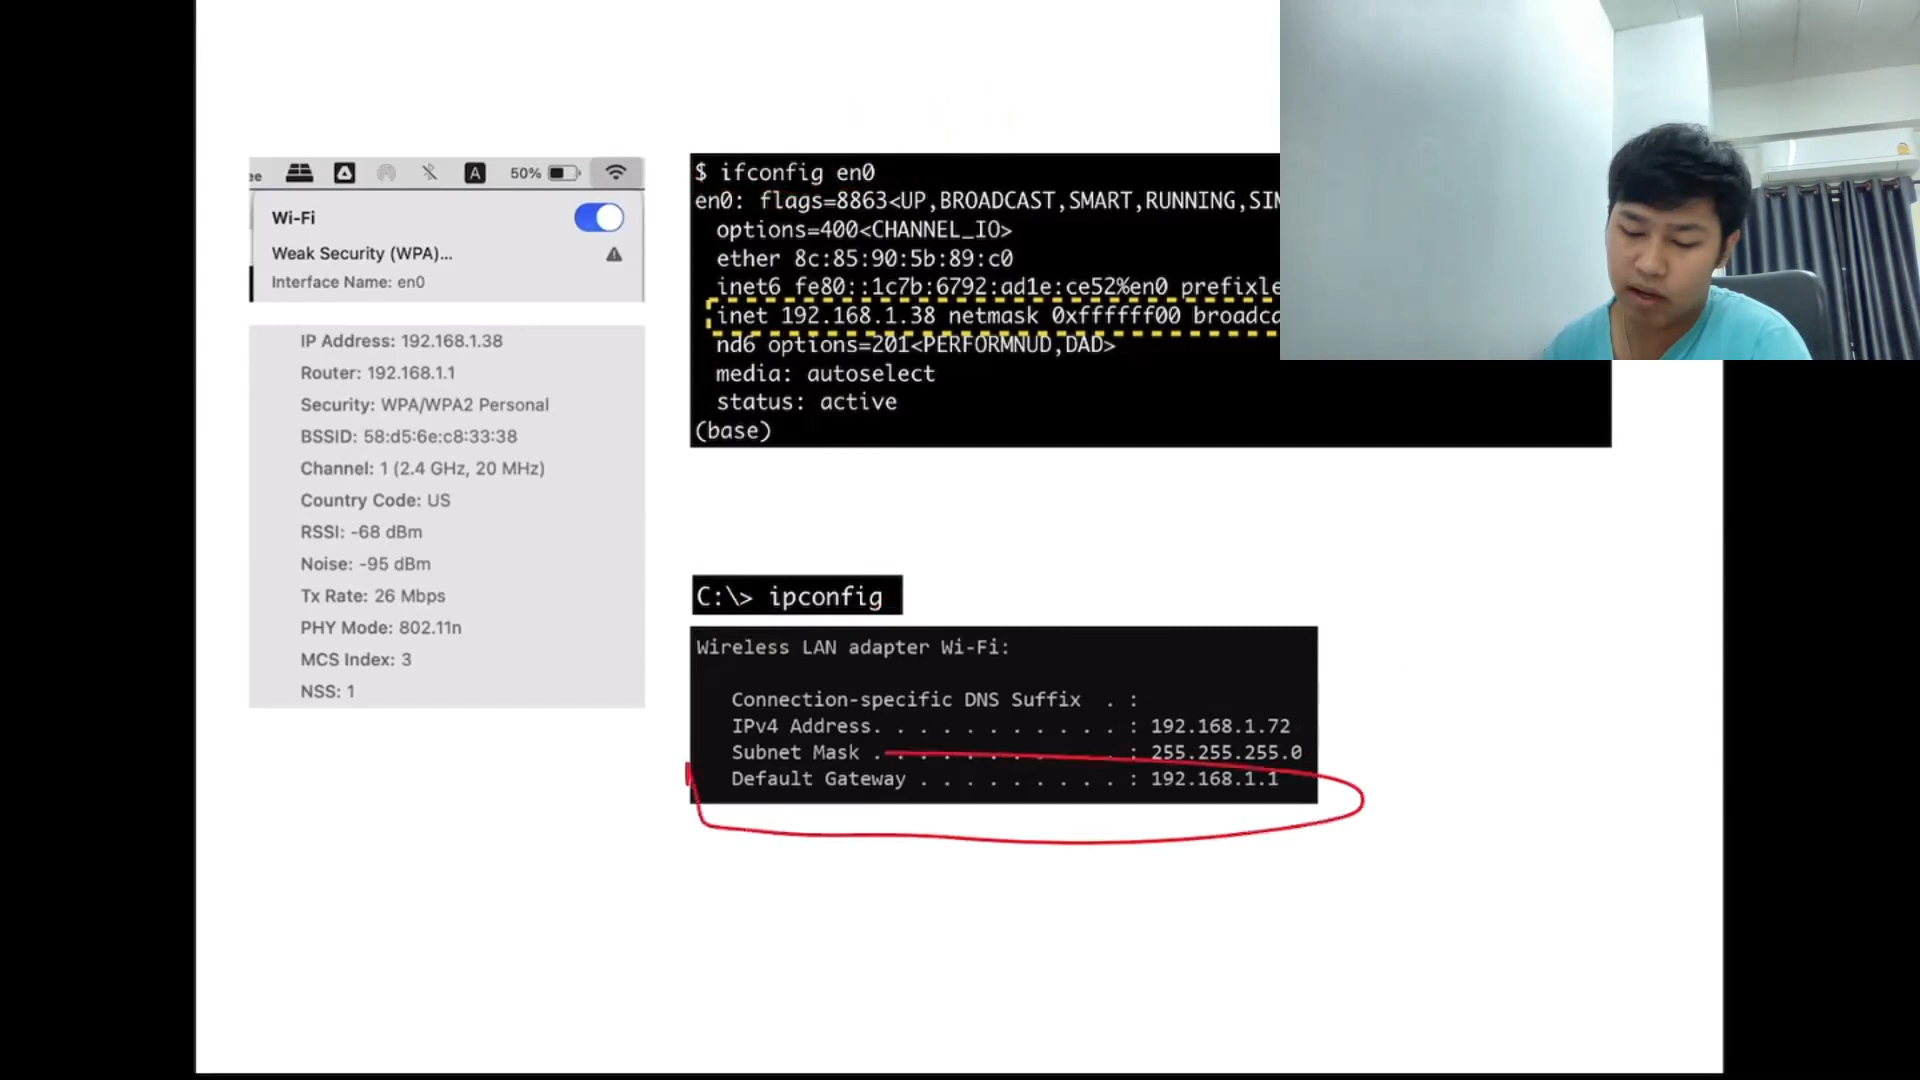 ee A 50%
Wi-Fi
Weak Security (WPA)...
Interface Name: en0
IP Address: 192.168.1.38
Router: 192.168.1.1
Security: WPA/WPA2 Personal
BSSID: 58:d5:6e:c8:33:38
Channel: 1 (2.4 GHz, 20 MHz)
Country Code: US
RSSI: -68 dBm
Noise: -95 dBm
Tx Rate: 26 Mbps
PHY Mode: 802.11n
MCS Index: 3
NSS: 1
$ ifconfig en0
en0: flags=8863<UP,BROADCAST,SMART,RUNNING,SIM
options=400<CHANNEL_IO>
ether 8c:85:90:5b:89:c0
inet6 fe80::1c7b:6792:ad1e:ce52%en0 prefixle
inet 192.168.1.38 netmask 0xffffff00 broadca
nd6 options=201<PERFORMNUD,DAD>
media: autoselect
status: active
(base)
C:\> ipconfig
Wireless LAN adapter Wi-Fi:
Connection-specific DNS Suffix . :
IPv4 Address. . . . . . . . . . . : 192.168.1.72
Subnet Mask . . . . . . . . . . . : 255.255.255.0
Default Gateway . . . . . . . . . : 192.168.1.1